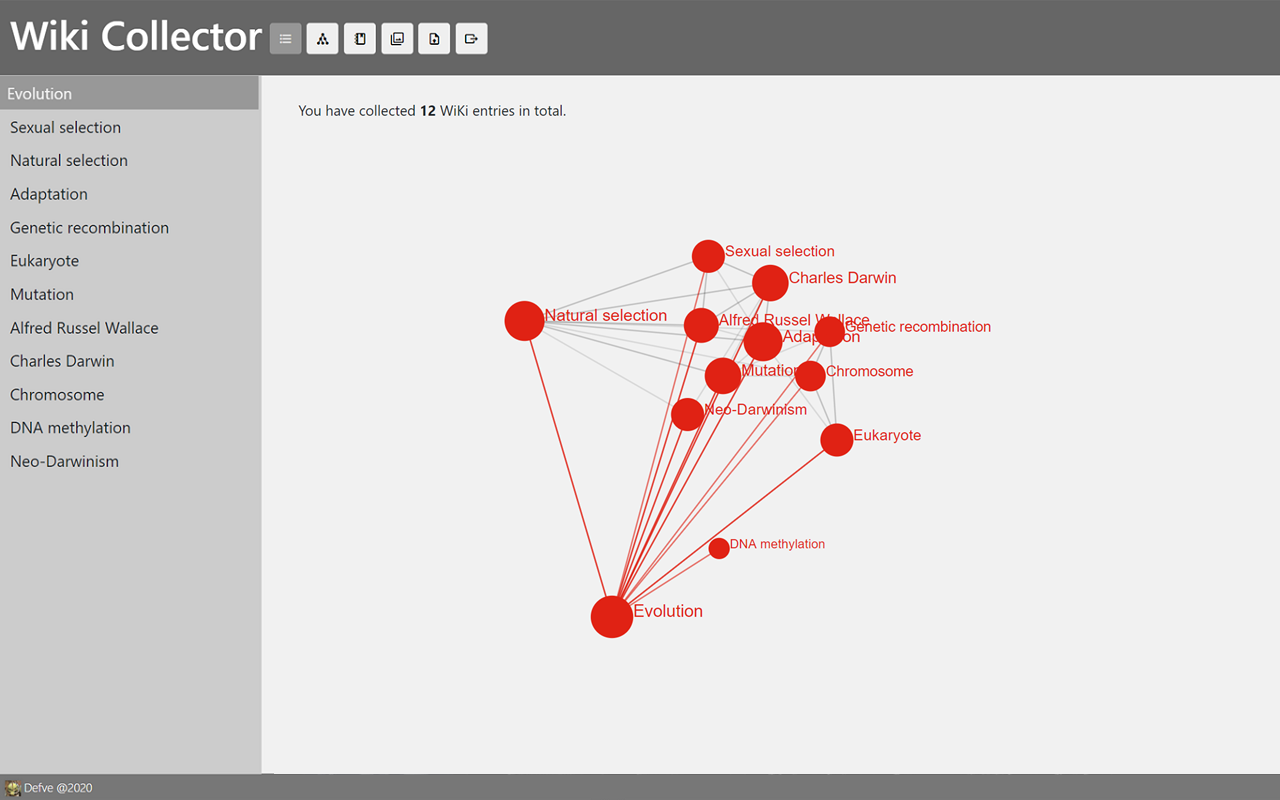 Wiki Collector
Evolution
Sexual selection
Natural selection
Adaptation
Genetic recombination
Eukaryote
Mutation
Alfred Russel Wallace
Charles Darwin
Chromosome
DNA methylation
Neo-Darwinism
You have collected 12 WiKi entries in total.
Sexual selection
Charles Darwin
Natural selection
Alfred Russel Wallace
Genetic recombination
Adaptation
Mutation
Chromosome
Neo-Darwinism
Eukaryote
DNA methylation
Evolution
Defve @2020